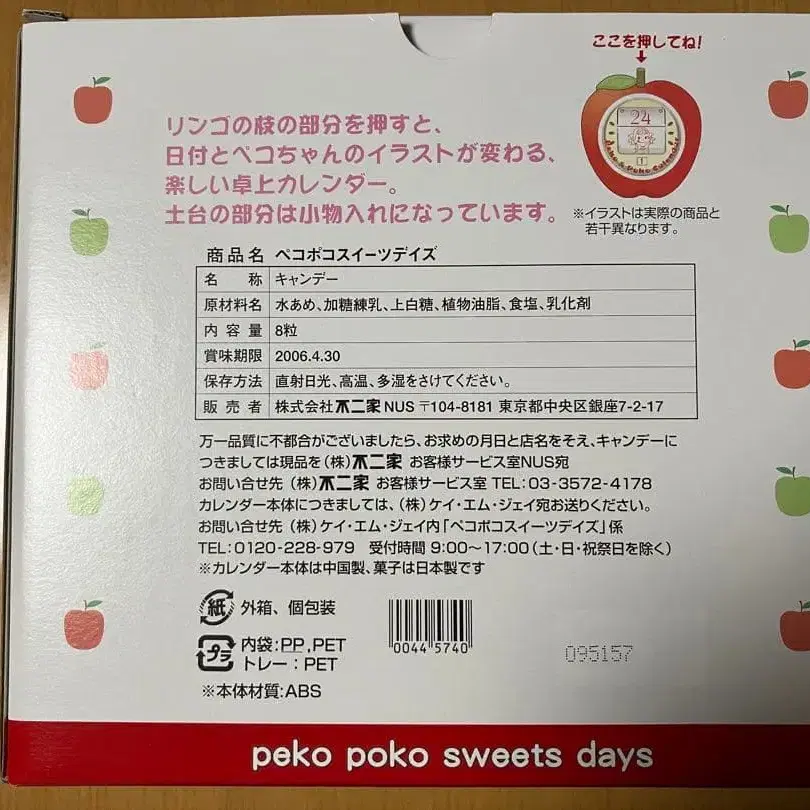 ここを押してね!
リンゴの枝の部分を押すと、
日付とペコちゃんのイラストが変わる、
楽しい卓上カレンダー。
土台の部分は小物入れになっています。
24
1
Peko & Poko Calendar
※イラストは実際の商品と
若干異なります。
商品名 ペコポコスイーツデイズ
名称 キャンデー
原材料名 水あめ、加糖練乳、上白糖、植物油脂、食塩、乳化剤
内容量 8粒
賞味期限 2006.4.30
保存方法 直射日光、高温、多湿をさけてください。
販売者 株式会社不二家 NUS 〒104-8181 東京都中央区銀座7-2-17
万一品質に不都合がございましたら、お求めの月日と店名をそえ、キャンデーに
つきましては現品を(株)不二家 お客様サービス室NUS宛
お問い合せ先 (株)不二家 お客様サービス室 TEL:03-3572-4178
カレンダー本体につきましては、(株)ケイ・エム・ジェイ宛お送りください。
お問い合せ先 (株)ケイ・エム・ジェイ内「ペコポコスイーツデイズ」係
TEL:0120-228-979 受付時間 9:00〜17:00(土・日・祝祭日を除く)
※カレンダー本体は中国製、菓子は日本製です
紙 外箱、個包装
プラ 内袋:PP,PET
トレー:PET
※本体材質:ABS
0044 5740
095157
peko poko sweets days